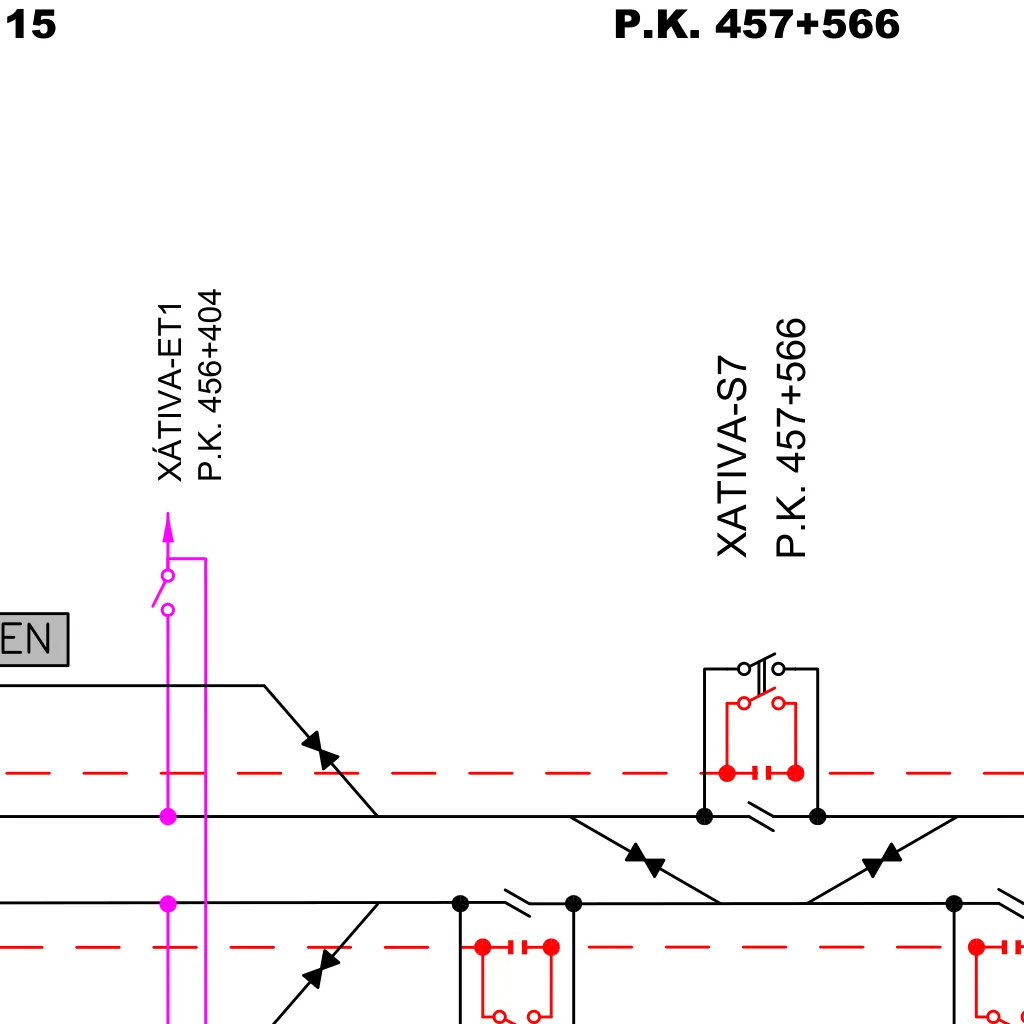 15
P.K. 457+566
XÁTIVA-ET1
P.K. 456+404
XATIVA-S7
P.K. 457+566
EN